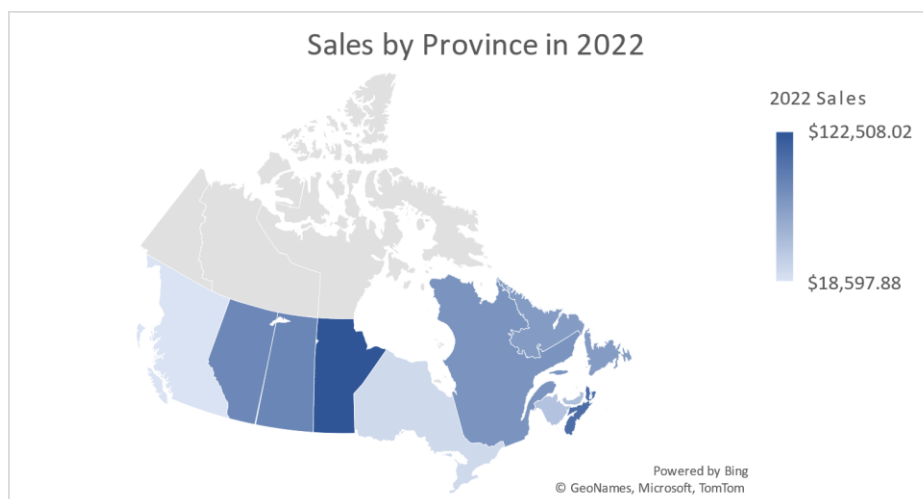 Sales by Province in 2022
2022 Sales
$122,508.02
$18,597.88
Powered by Bing
© GeoNames, Microsoft, TomTom